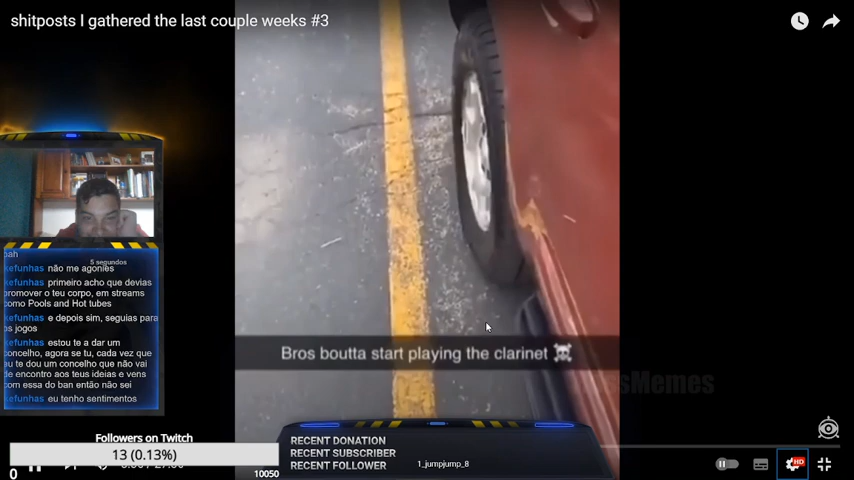 shitposts I gathered the last couple weeks #3
pah
5 segundos
kefunhas não me agonies
kefunhas primeiro acho que devias
promover o teu corpo, em streams
como Pools and Hot tubes
kefunhas e depois sim, seguias para
os jogos
kefunhas estou te a dar um
concelho, agora se tu, cada vez que
eu te dou um concelho que não vai
de encontro aos teus ideias e vens
com essa do ban então não sei
kefunhas eu tenho sentimentos
Bros boutta start playing the clarinet ☠
Followers on Twitch
13 (0.13%)
0
10050
RECENT DONATION
RECENT SUBSCRIBER
RECENT FOLLOWER 1_jumpjump_8
HD